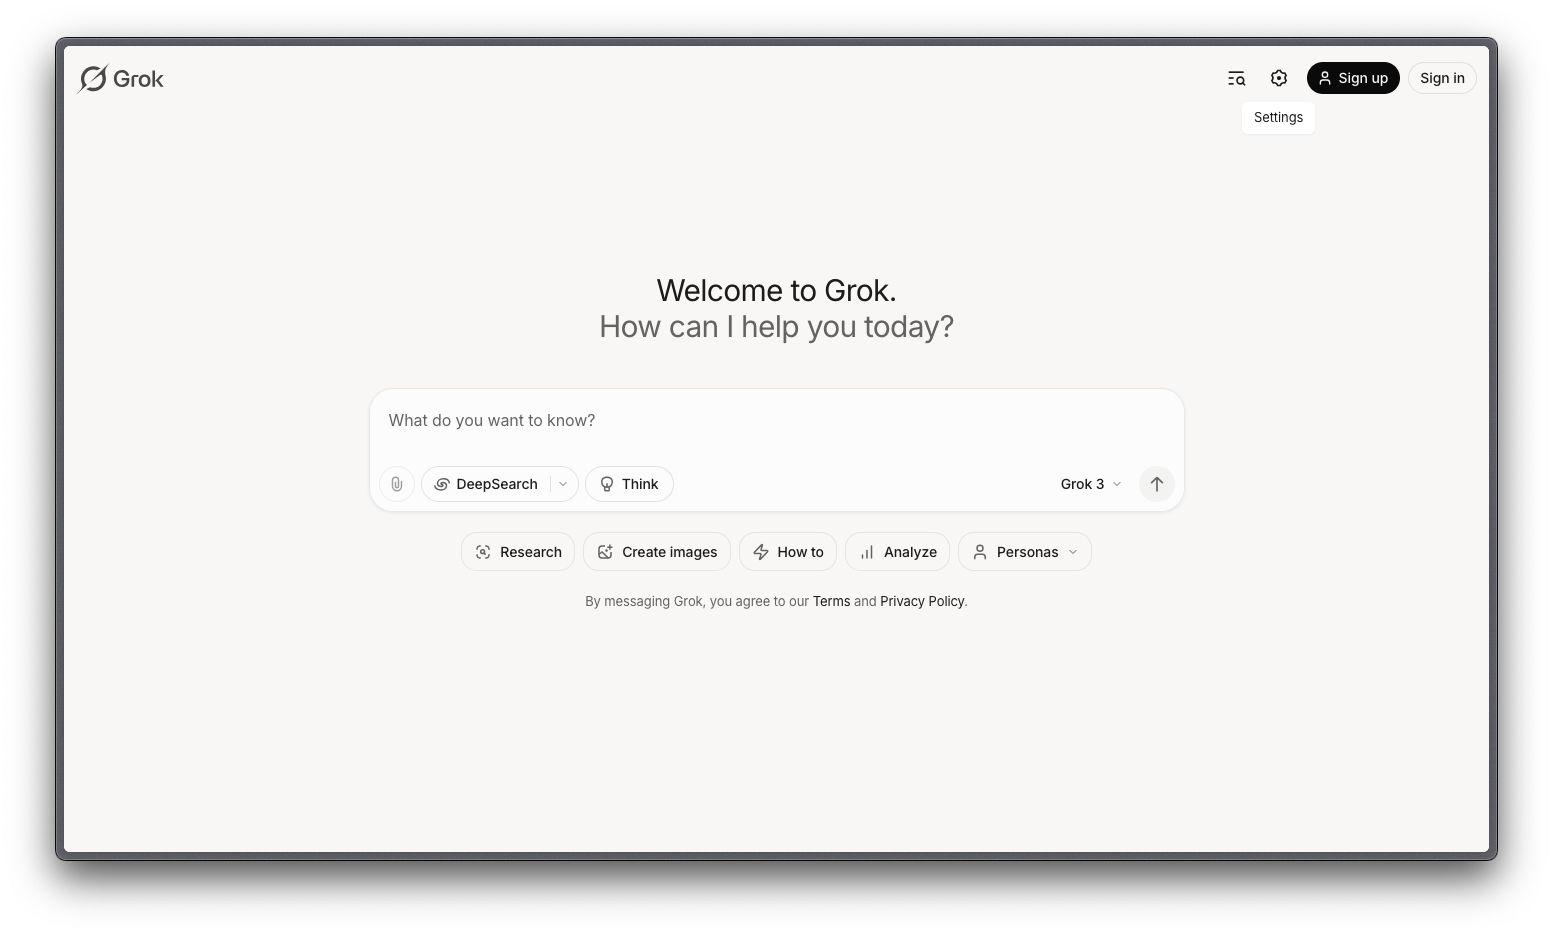 Grok
Sign up
Sign in
Settings
Welcome to Grok.
How can I help you today?
What do you want to know?
DeepSearch
Think
Grok 3
Research
Create images
How to
Analyze
Personas
By messaging Grok, you agree to our Terms and Privacy Policy.